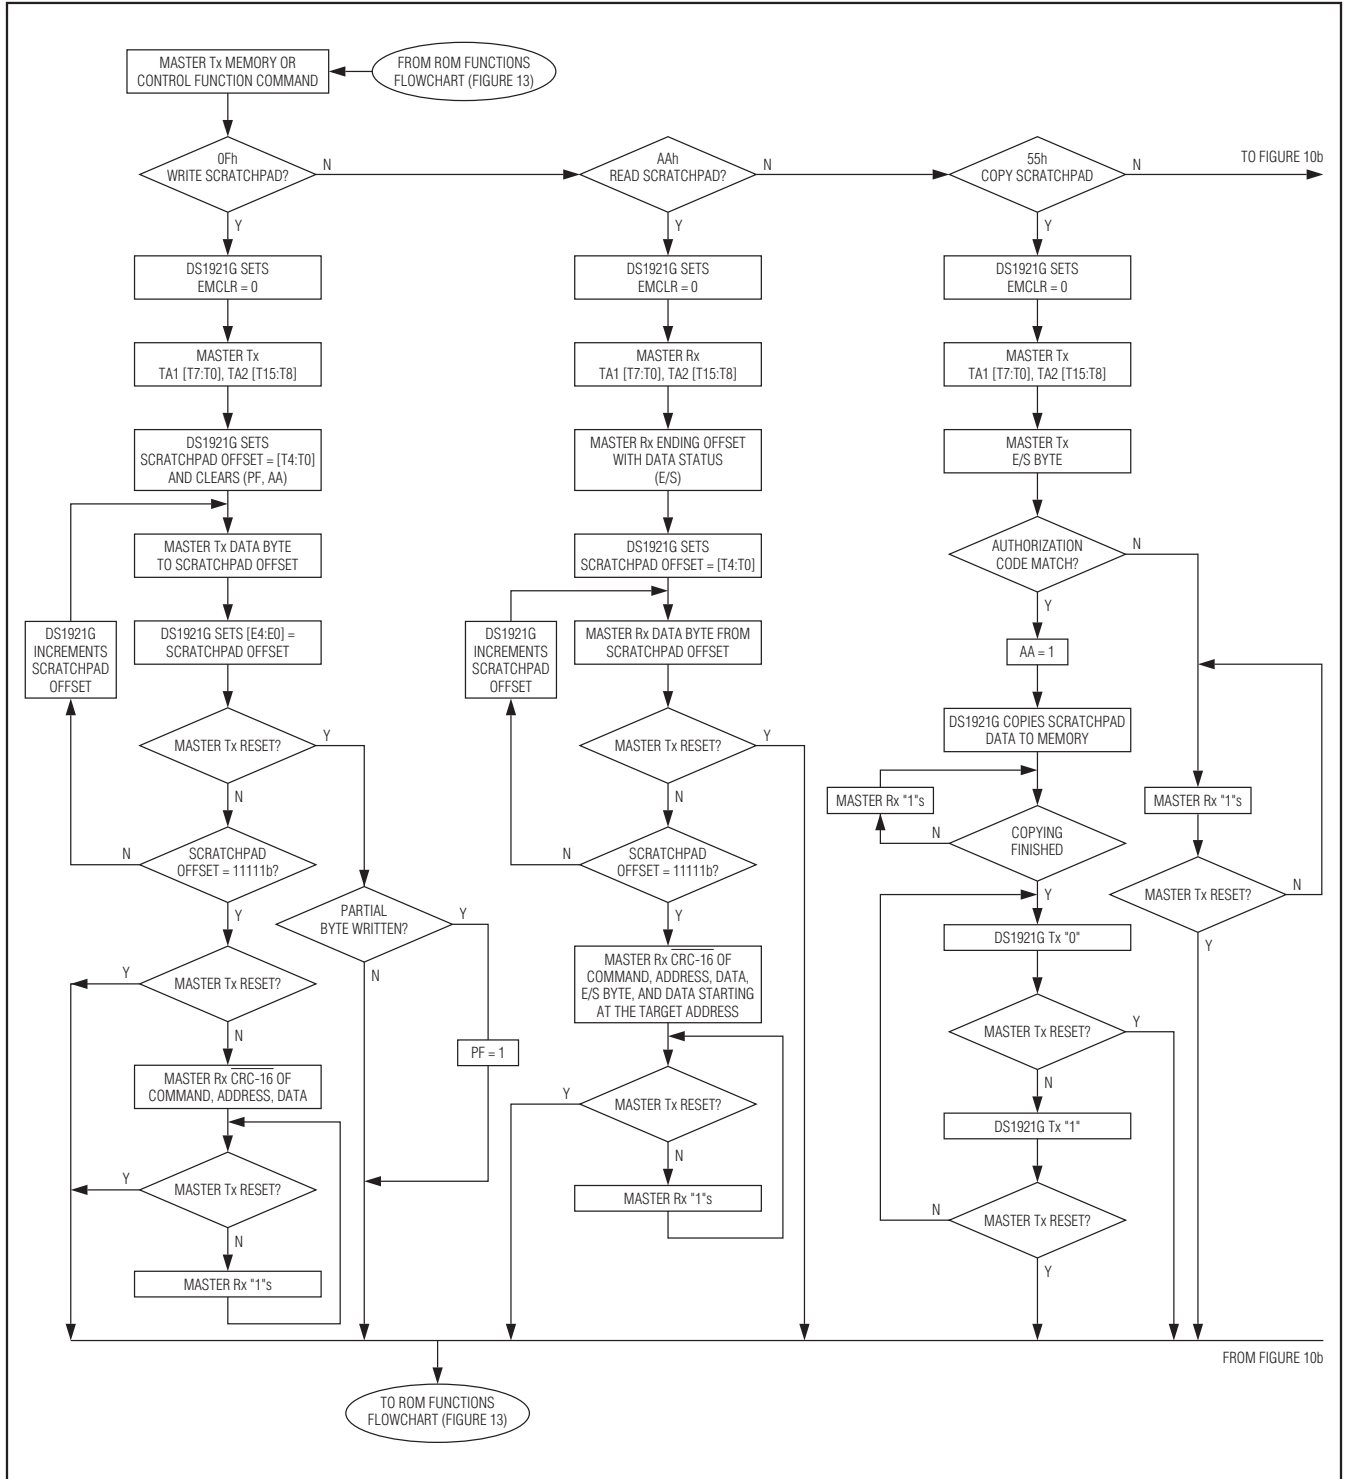 MASTER Tx MEMORY OR
CONTROL FUNCTION COMMAND
FROM ROM FUNCTIONS
FLOWCHART (FIGURE 13)
0Fh
WRITE SCRATCHPAD?
N
Y
AAh
READ SCRATCHPAD?
N
Y
55h
COPY SCRATCHPAD
N
Y
TO FIGURE 10b
DS1921G SETS
EMCLR = 0
MASTER Tx
TA1 [T7:T0], TA2 [T15:T8]
DS1921G SETS
SCRATCHPAD OFFSET = [T4:T0]
AND CLEARS (PF, AA)
MASTER Tx DATA BYTE
TO SCRATCHPAD OFFSET
DS1921G SETS [E4:E0] =
SCRATCHPAD OFFSET
DS1921G
INCREMENTS
SCRATCHPAD
OFFSET
MASTER Tx RESET?
Y
N
SCRATCHPAD
OFFSET = 11111b?
N
Y
PARTIAL
BYTE WRITTEN?
Y
N
PF = 1
MASTER Tx RESET?
Y
N
MASTER Rx CRC-16 OF
COMMAND, ADDRESS, DATA
MASTER Tx RESET?
Y
N
MASTER Rx "1"s
DS1921G SETS
EMCLR = 0
MASTER Rx
TA1 [T7:T0], TA2 [T15:T8]
MASTER Rx ENDING OFFSET
WITH DATA STATUS
(E/S)
DS1921G SETS
SCRATCHPAD OFFSET = [T4:T0]
MASTER Rx DATA BYTE FROM
SCRATCHPAD OFFSET
DS1921G
INCREMENTS
SCRATCHPAD
OFFSET
MASTER Tx RESET?
Y
N
SCRATCHPAD
OFFSET = 11111b?
N
Y
MASTER Rx CRC-16 OF
COMMAND, ADDRESS, DATA,
E/S BYTE, AND DATA STARTING
AT THE TARGET ADDRESS
MASTER Tx RESET?
Y
N
MASTER Rx "1"s
DS1921G SETS
EMCLR = 0
MASTER Tx
TA1 [T7:T0], TA2 [T15:T8]
MASTER Tx
E/S BYTE
AUTHORIZATION
CODE MATCH?
N
Y
AA = 1
DS1921G COPIES SCRATCHPAD
DATA TO MEMORY
MASTER Rx "1"s
COPYING
FINISHED
N
Y
DS1921G Tx "0"
MASTER Tx RESET?
Y
N
DS1921G Tx "1"
MASTER Tx RESET?
N
Y
MASTER Rx "1"s
MASTER Tx RESET?
N
Y
FROM FIGURE 10b
TO ROM FUNCTIONS
FLOWCHART (FIGURE 13)